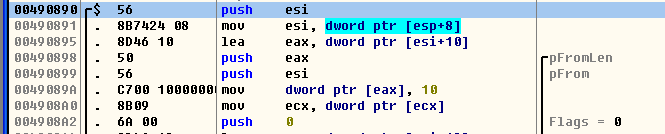 00490890 $ 56 push esi
00490891 . 8B7424 08 mov esi, dword ptr [esp+8]
00490895 . 8D46 10 lea eax, dword ptr [esi+10]
00490898 . 50 push eax pFromLen
00490899 . 56 push esi pFrom
0049089A . C700 1000000 mov dword ptr [eax], 10
004908A0 . 8B09 mov ecx, dword ptr [ecx]
004908A2 . 6A 00 push 0 Flags = 0